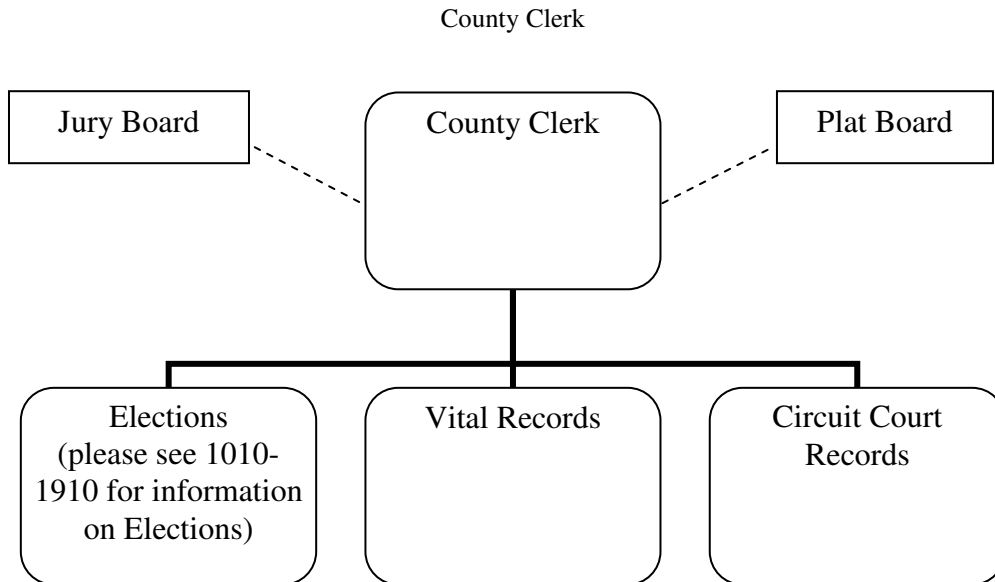 County Clerk
Jury Board
County Clerk
Plat Board
Elections
(please see 1010-
1910 for information
on Elections)
Vital Records
Circuit Court
Records